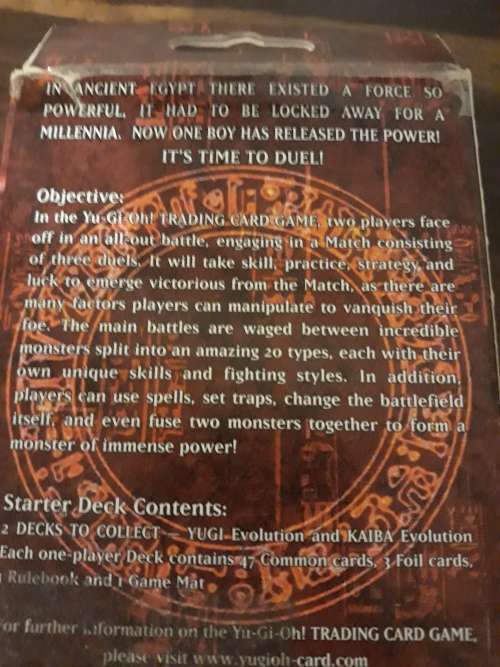 IN ANCIENT EGYPT THERE EXISTED A FORCE SO
POWERFUL, IT HAD TO BE LOCKED AWAY FOR A
MILLENNIA. NOW ONE BOY HAS RELEASED THE POWER!
IT'S TIME TO DUEL!
Objective:
In the Yu-Gi-Oh! TRADING CARD GAME, two players face
off in an all-out battle, engaging in a Match consisting
of three duels. It will take skill, practice, strategy, and
luck to emerge victorious from the Match, as there are
many factors players can manipulate to vanquish their
foe. The main battles are waged between incredible
monsters split into an amazing 20 types, each with their
own unique skills and fighting styles. In addition,
players can use spells, set traps, change the battlefield
itself, and even fuse two monsters together to form a
monster of immense power!
Starter Deck Contents:
2 DECKS TO COLLECT — YUGI Evolution and KAIBA Evolution
Each one-player Deck contains 47 Common cards, 3 Foil cards,
1 Rulebook and 1 Game Mat
or further information on the Yu-Gi-Oh! TRADING CARD GAME,
please visit www.yugioh-card.com